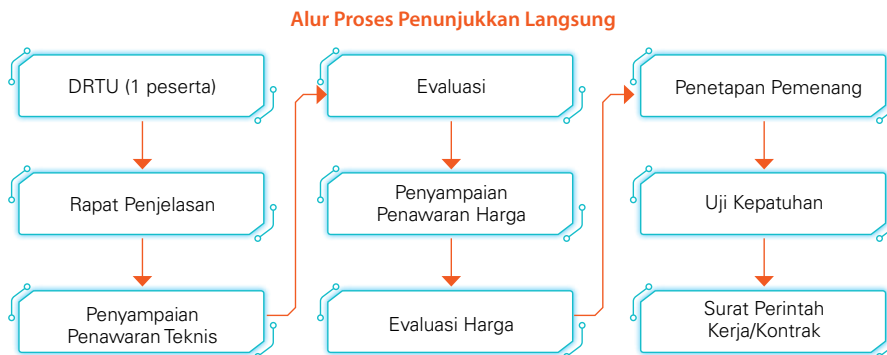 Alur Proses Penunjukkan Langsung
DRTU (1 peserta)
Rapat Penjelasan
Penyampaian
Penawaran Teknis
Evaluasi
Penyampaian
Penawaran Harga
Evaluasi Harga
Penetapan Pemenang
Uji Kepatuhan
Surat Perintah
Kerja/Kontrak